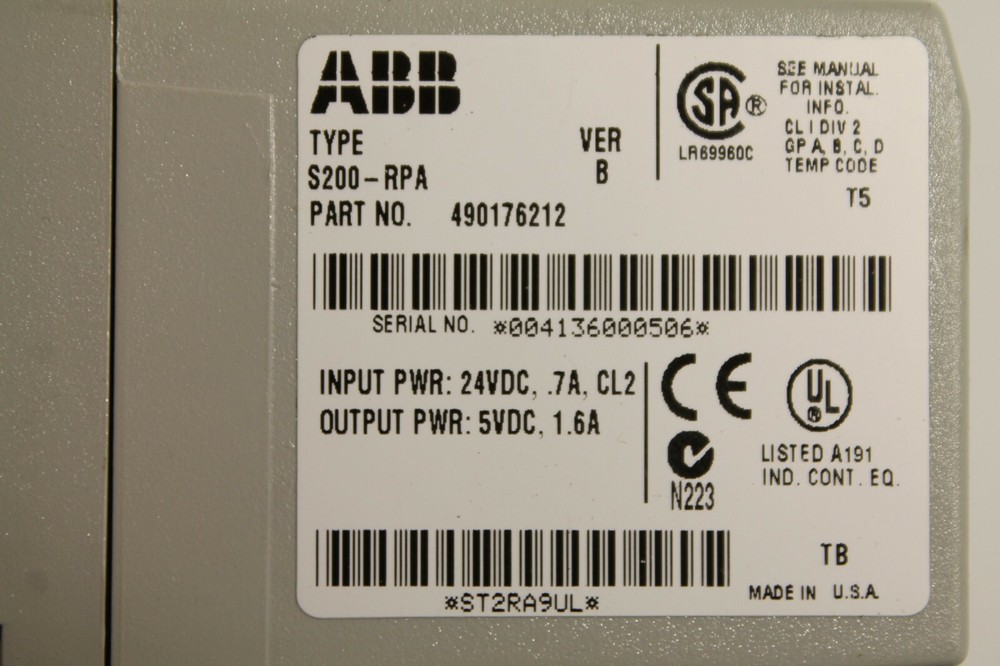 ABB
TYPE
S200-RPA
VER
B
PART NO. 490176212
SA ®
LR69960C
SEE MANUAL
FOR INSTAL.
INFO.
CL I DIV 2
GP A, B, C, D
TEMP CODE
T5
SERIAL NO. *004136000506*
INPUT PWR: 24VDC, .7A, CL2
OUTPUT PWR: 5VDC, 1.6A
CE
N223
UL ®
LISTED A191
IND. CONT. EQ.
*ST2RA9UL*
TB
MADE IN U.S.A.